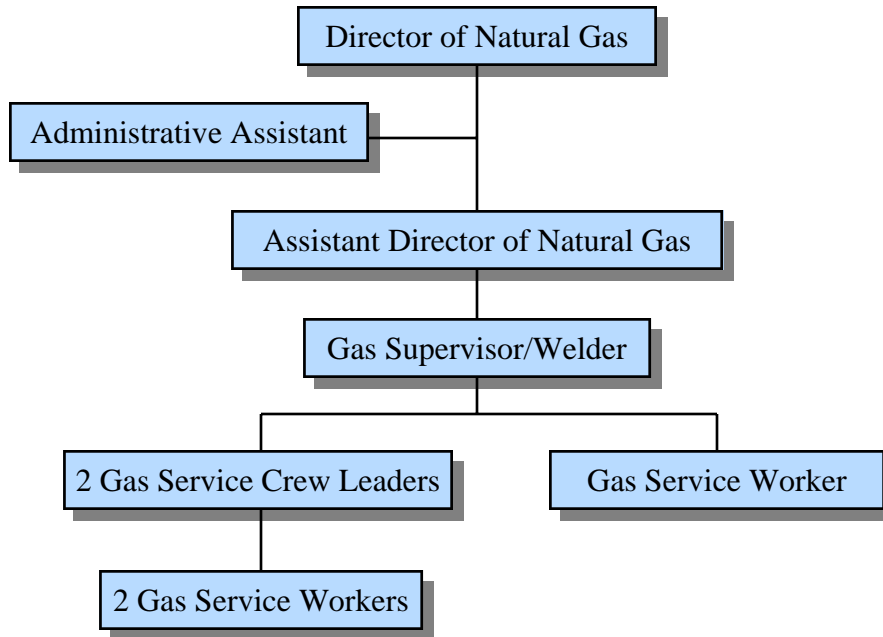 Director of Natural Gas
Administrative Assistant
Assistant Director of Natural Gas
Gas Supervisor/Welder
2 Gas Service Crew Leaders
Gas Service Worker
2 Gas Service Workers